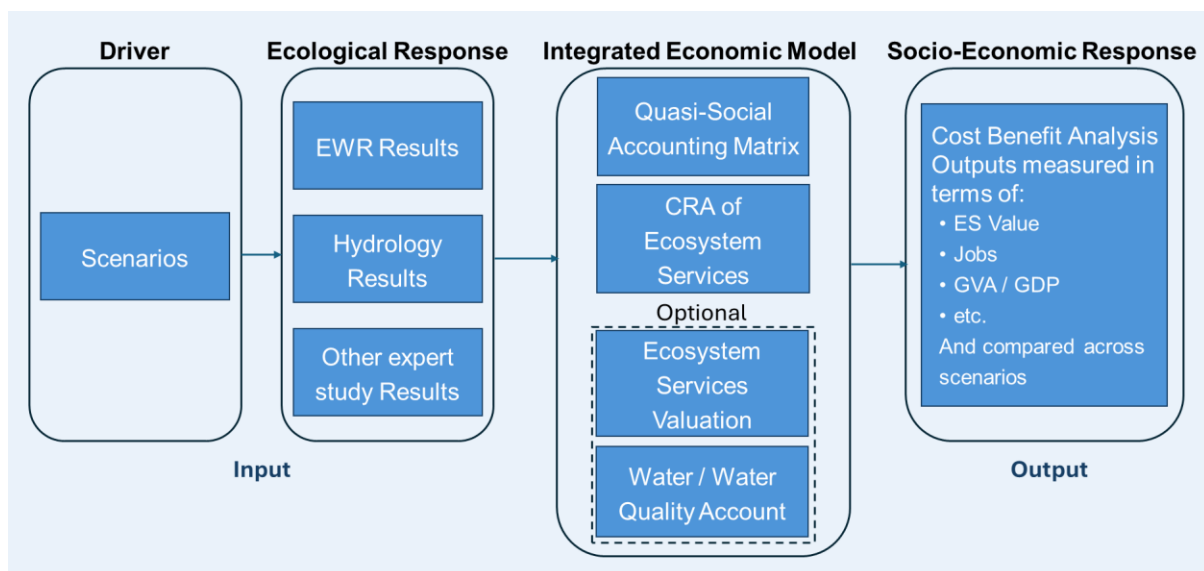 Driver
Ecological Response
Integrated Economic Model
Socio-Economic Response
Scenarios
EWR Results
Hydrology
Results
Other expert
study Results
Quasi-Social
Accounting Matrix
CRA of
Ecosystem
Services
Optional
Ecosystem
Services
Valuation
Water / Water
Quality Account
Cost Benefit Analysis
Outputs measured in
terms of:
• ES Value
• Jobs
• GVA / GDP
• etc.
And compared across
scenarios
Input
Output